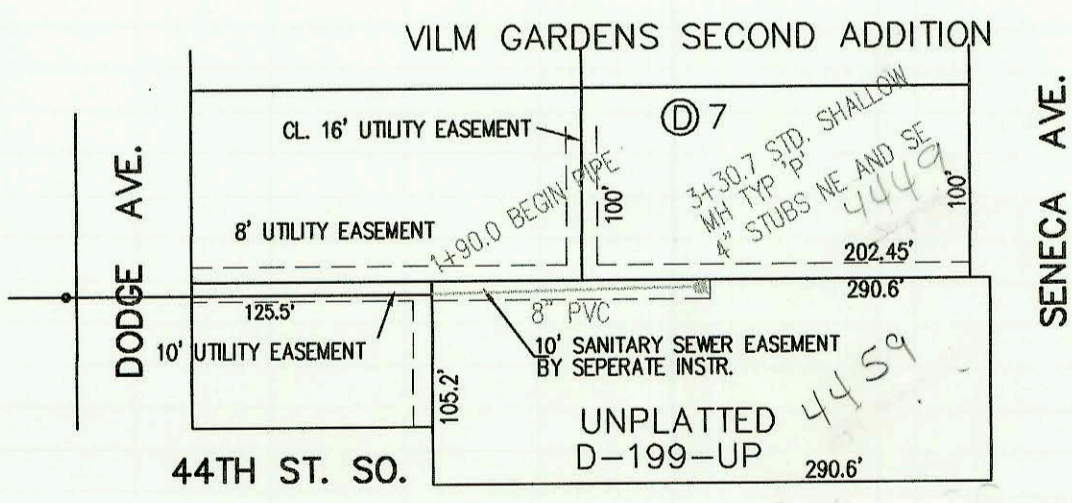 VILM GARDENS SECOND ADDITION
SENECA AVE.
DODGE AVE.
CL. 16' UTILITY EASEMENT
D 7
1+90.0 BEGIN PIPE
3+30.7 STD. SHALLOW
MH TYP 'P'
4" STUBS NE AND SE
4449
100'
100'
8' UTILITY EASEMENT
202.45'
290.6'
125.5'
8" PVC
10' UTILITY EASEMENT
10' SANITARY SEWER EASEMENT
BY SEPERATE INSTR.
105.2'
4459
UNPLATTED
D-199-UP
290.6'
44TH ST. SO.